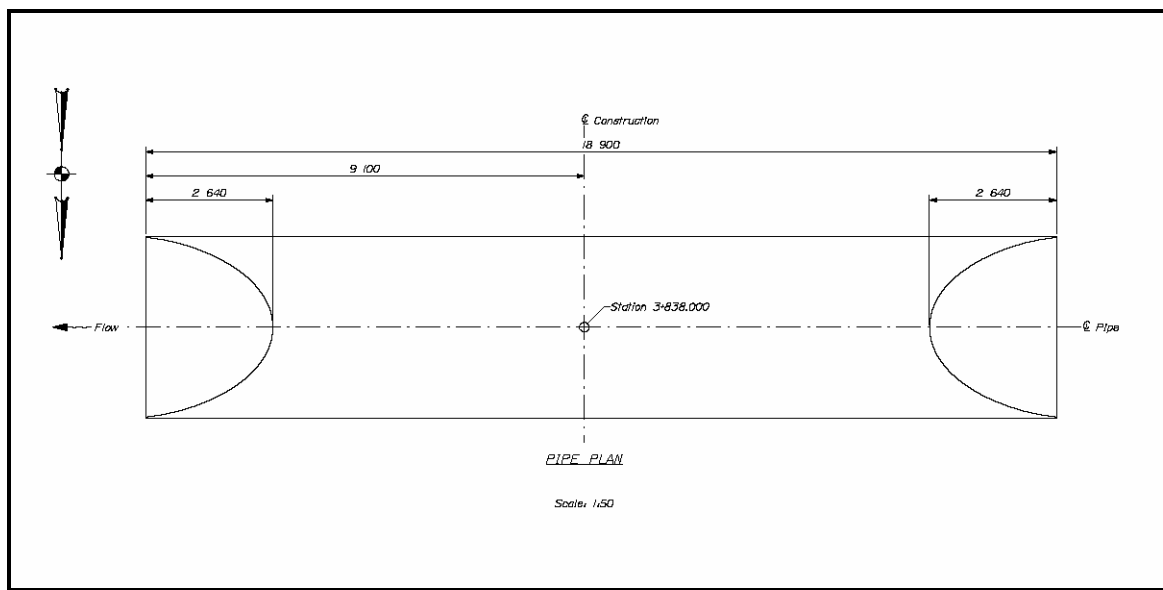 ℄ Construction
18 900
9 100
2 640
2 640
Station 3+838.000
Flow
℄ Pipe
PIPE PLAN
Scale: 1:50